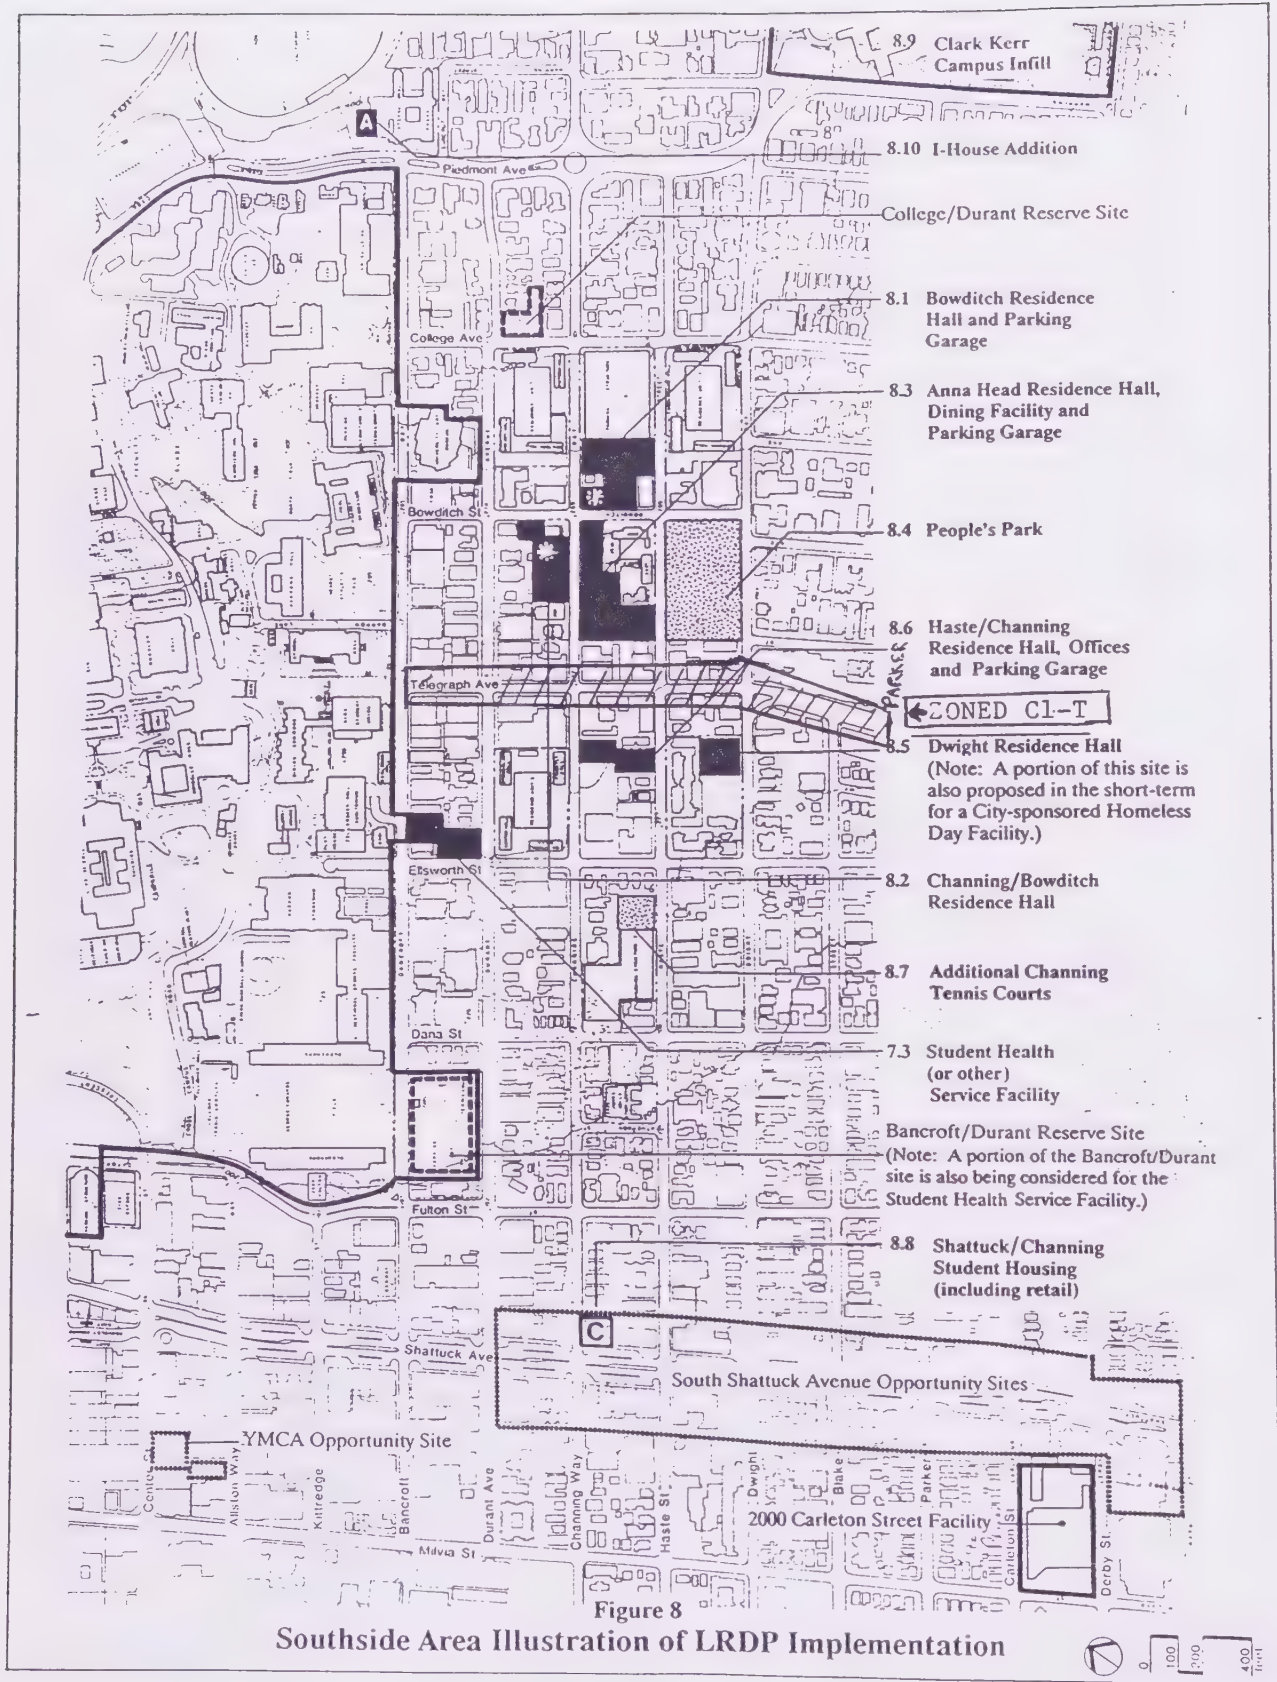 8.9 Clark Kerr
Campus Infill
A
8.10 I-House Addition
Piedmont Ave
College/Durant Reserve Site
8.1 Bowditch Residence
Hall and Parking
Garage
College Ave
8.3 Anna Head Residence Hall,
Dining Facility and
Parking Garage
Bowditch St
8.4 People's Park
8.6 Haste/Channing
Residence Hall, Offices
and Parking Garage
PARKER
Telegraph Ave
ZONED C1-T
8.5 Dwight Residence Hall
(Note: A portion of this site is
also proposed in the short-term
for a City-sponsored Homeless
Day Facility.)
Ellsworth St
8.2 Channing/Bowditch
Residence Hall
8.7 Additional Channing
Tennis Courts
Dana St
7.3 Student Health
(or other)
Service Facility
Bancroft/Durant Reserve Site
(Note: A portion of the Bancroft/Durant
site is also being considered for the
Student Health Service Facility.)
Fulton St
8.8 Shattuck/Channing
Student Housing
(including retail)
C
Shattuck Ave
South Shattuck Avenue Opportunity Sites
YMCA Opportunity Site
Allston Way
Kittredge
Bancroft
Durant Ave
Channing Way
Haste St
Dwight
Blake
Parker
Carleton St
Derby St.
2000 Carleton Street Facility
Milvia St
Figure 8
Southside Area Illustration of LRDP Implementation
0 100 200 400
feet